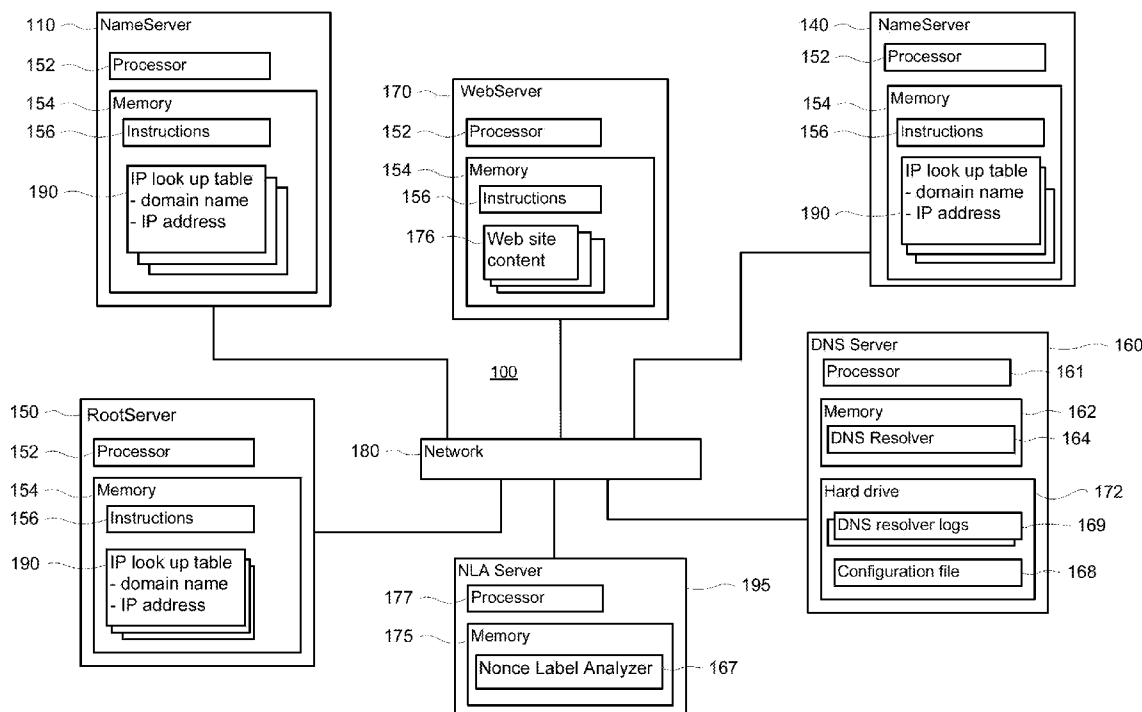 110
NameServer
152
Processor
154
Memory
156
Instructions
190
IP look up table
- domain name
- IP address
170
WebServer
152
Processor
154
Memory
156
Instructions
176
Web site
content
140
NameServer
152
Processor
154
Memory
156
Instructions
190
IP look up table
- domain name
- IP address
100
180
Network
150
RootServer
152
Processor
154
Memory
156
Instructions
190
IP look up table
- domain name
- IP address
NLA Server
195
177
Processor
175
Memory
Nonce Label Analyzer
167
DNS Server
160
Processor
161
Memory
162
DNS Resolver
164
Hard drive
172
DNS resolver logs
169
Configuration file
168